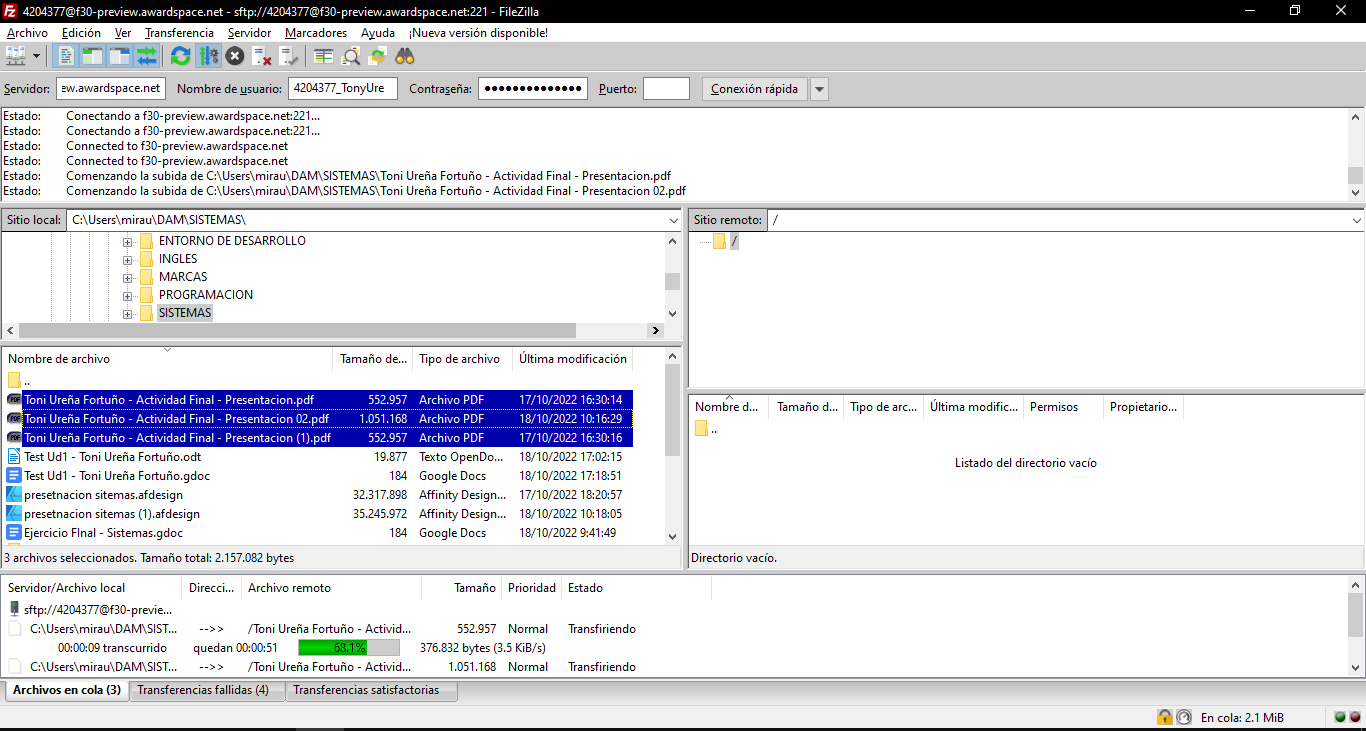 4204377@f30-preview.awardspace.net - sftp://4204377@f30-preview.awardspace.net:221 - FileZilla
Archivo Edición Ver Transferencia Servidor Marcadores Ayuda ¡Nueva versión disponible!
Servidor: ew.awardspace.net Nombre de usuario: 4204377_TonyUre Contraseña: ●●●●●●●●●●●●●● Puerto: Conexión rápida
Estado: Conectando a f30-preview.awardspace.net:221...
Estado: Conectando a f30-preview.awardspace.net:221...
Estado: Connected to f30-preview.awardspace.net
Estado: Connected to f30-preview.awardspace.net
Estado: Comenzando la subida de C:\Users\mirau\DAM\SISTEMAS\Toni Ureña Fortuño - Actividad Final - Presentacion.pdf
Estado: Comenzando la subida de C:\Users\mirau\DAM\SISTEMAS\Toni Ureña Fortuño - Actividad Final - Presentacion 02.pdf
Sitio local: C:\Users\mirau\DAM\SISTEMAS\
ENTORNO DE DESARROLLO
INGLES
MARCAS
PROGRAMACION
SISTEMAS
Nombre de archivo Tamaño de... Tipo de archivo Última modificación
..
Toni Ureña Fortuño - Actividad Final - Presentacion.pdf 552.957 Archivo PDF 17/10/2022 16:30:14
Toni Ureña Fortuño - Actividad Final - Presentacion 02.pdf 1.051.168 Archivo PDF 18/10/2022 10:16:29
Toni Ureña Fortuño - Actividad Final - Presentacion (1).pdf 552.957 Archivo PDF 17/10/2022 16:30:16
Test Ud1 - Toni Ureña Fortuño.odt 19.877 Texto OpenDo... 18/10/2022 17:02:15
Test Ud1 - Toni Ureña Fortuño.gdoc 184 Google Docs 18/10/2022 17:18:51
presetnacion sitemas.afdesign 32.317.898 Affinity Design... 17/10/2022 18:20:57
presetnacion sitemas (1).afdesign 35.245.972 Affinity Design... 18/10/2022 10:18:05
Ejercicio FInal - Sistemas.gdoc 184 Google Docs 18/10/2022 9:41:49
3 archivos seleccionados. Tamaño total: 2.157.082 bytes
Sitio remoto: /
/
Nombre d... Tamaño d... Tipo de arc... Última modific... Permisos Propietario...
..
Listado del directorio vacío
Directorio vacío.
Servidor/Archivo local Direcci... Archivo remoto Tamaño Prioridad Estado
sftp://4204377@f30-previe...
C:\Users\mirau\DAM\SIST... -->> /Toni Ureña Fortuño - Activid... 552.957 Normal Transfiriendo
00:00:09 transcurrido quedan 00:00:51 68.1% 376.832 bytes (3.5 KiB/s)
C:\Users\mirau\DAM\SIST... -->> /Toni Ureña Fortuño - Activid... 1.051.168 Normal Transfiriendo
Archivos en cola (3) Transferencias fallidas (4) Transferencias satisfactorias
En cola: 2.1 MiB